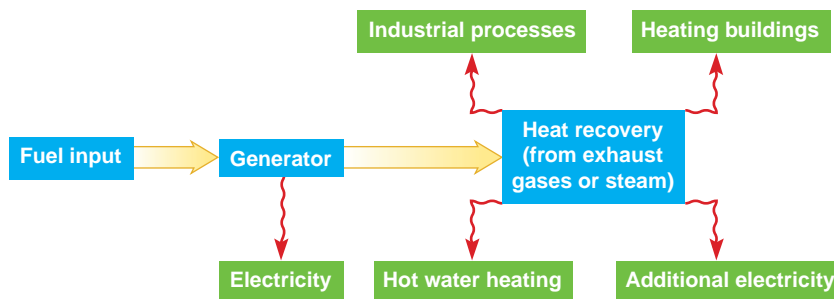 Industrial processes
Heating buildings
Fuel input
Generator
Heat recovery
(from exhaust
gases or steam)
Electricity
Hot water heating
Additional electricity